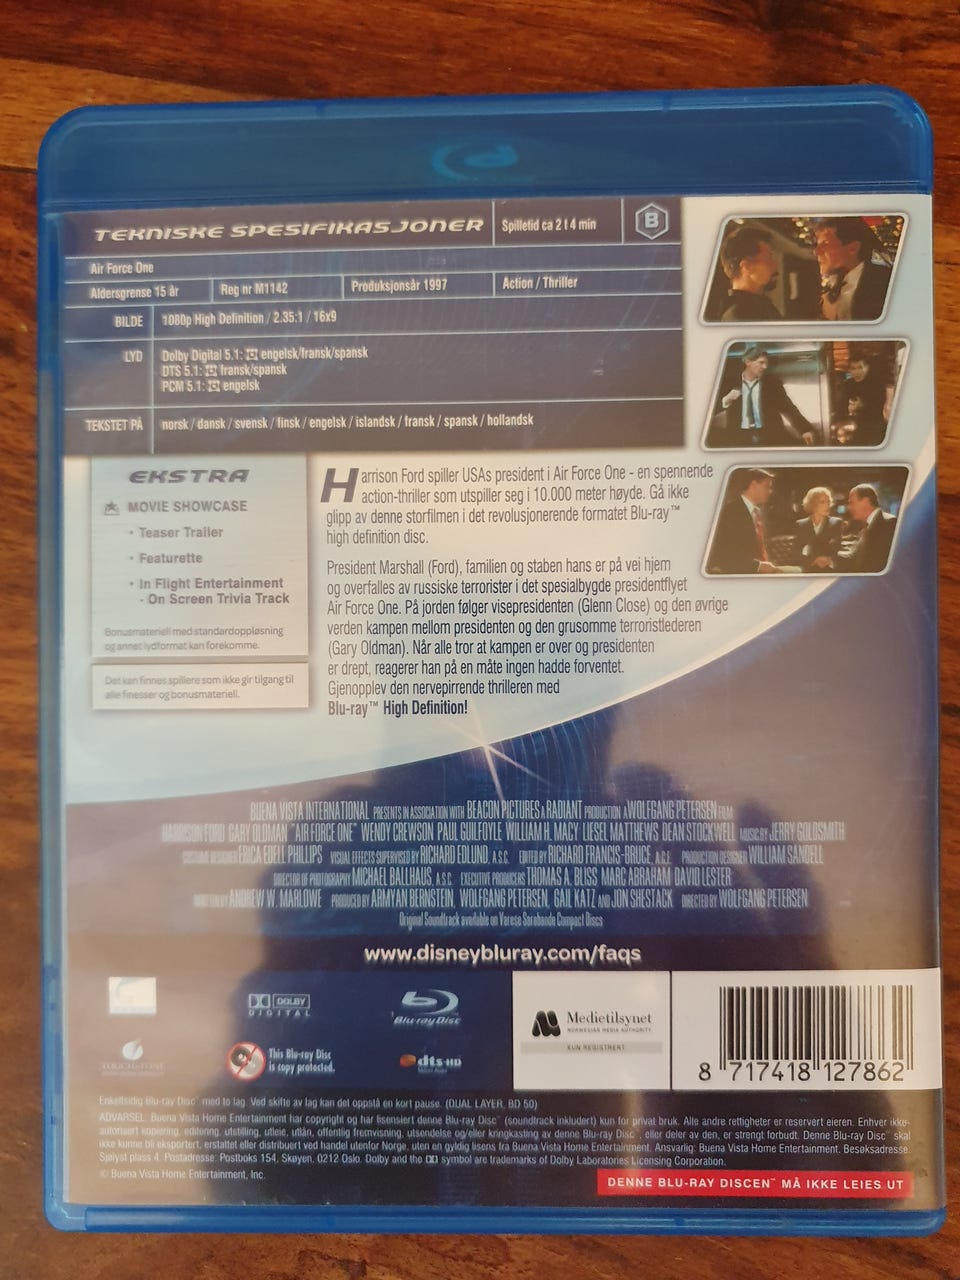 TEKNISKE SPESIFIKASJONER
Spilletid ca 214 min
B
Air Force One
Aldersgrense 15 år
Reg nr M1142
Produksjonsår 1997
Action / Thriller
BILDE
1080p High Definition / 2.35:1 / 16x9
LYD
Dolby Digital 5.1: engelsk/fransk/spansk
DTS 5.1: fransk/spansk
PCM 5.1: engelsk
TEKSTET PÅ
norsk / dansk / svensk / finsk / engelsk / islandsk / fransk / spansk / hollandsk
EKSTRA
MOVIE SHOWCASE
• Teaser Trailer
• Featurette
• In Flight Entertainment
- On Screen Trivia Track
Bonusmateriell med standardoppløsning
og annet lydformat kan forekomme.
Det kan finnes spillere som ikke gir tilgang til
alle finesser og bonusmateriell.
Harrison Ford spiller USAs president i Air Force One - en spennende
action-thriller som utspiller seg i 10.000 meter høyde. Gå ikke
glipp av denne storfilmen i det revolusjonerende formatet Blu-ray™
high definition disc.
President Marshall (Ford), familien og staben hans er på vei hjem
og overfalles av russiske terrorister i det spesialbygde presidentflyet
Air Force One. På jorden følger visepresidenten (Glenn Close) og den øvrige
verden kampen mellom presidenten og den grusomme terroristlederen
(Gary Oldman). Når alle tror at kampen er over og presidenten
er drept, reagerer han på en måte ingen hadde forventet.
Gjenopplev den nervepirrende thrilleren med
Blu-ray™ High Definition!
BUENA VISTA INTERNATIONAL PRESENTS IN ASSOCIATION WITH BEACON PICTURES A RADIANT PRODUCTION A WOLFGANG PETERSEN FILM
HARRISON FORD GARY OLDMAN "AIR FORCE ONE" WENDY CREWSON PAUL GUILFOYLE WILLIAM H. MACY LIESEL MATTHEWS DEAN STOCKWELL MUSIC BY JERRY GOLDSMITH
COSTUME DESIGNER ERICA EDELL PHILLIPS VISUAL EFFECTS SUPERVISED BY RICHARD EDLUND, A.S.C. EDITED BY RICHARD FRANCIS-BRUCE, A.C.E. PRODUCTION DESIGNER WILLIAM SANDELL
DIRECTOR OF PHOTOGRAPHY MICHAEL BALLHAUS, A.S.C. EXECUTIVE PRODUCERS THOMAS A. BLISS MARC ABRAHAM DAVID LESTER
WRITTEN BY ANDREW W. MARLOWE PRODUCED BY ARMYAN BERNSTEIN, WOLFGANG PETERSEN, GAIL KATZ AND JON SHESTACK DIRECTED BY WOLFGANG PETERSEN
Original Soundtrack available on Varese Sarabande Compact Discs
www.disneybluray.com/faqs
DOLBY
DIGITAL
Blu-ray Disc
Medietilsynet
NORWEGIAN MEDIA AUTHORITY
KUN REGISTRERT
TOUCHSTONE
This Blu-ray Disc
is copy protected.
dts-HD
8 717418 127862
Enkeltsidig Blu-ray Disc™ med to lag. Ved skifte av lag kan det oppstå en kort pause. (DUAL LAYER, BD 50)
ADVARSEL: Buena Vista Home Entertainment har copyright og har lisensiert denne Blu-ray Disc™ (soundtrack inkludert) kun for privat bruk. Alle andre rettigheter er reservert eieren. Enhver ikke-
autorisert kopiering, editering, utstilling, utleie, utlån, offentlig fremvisning, utsendelse og/eller kringkasting av denne Blu-ray Disc™, eller deler av den, er strengt forbudt. Denne Blu-ray Disc™ skal
ikke kunne bli eksportert, erstattet eller distribuert ved handel utenfor Norge, uten en gyldig lisens fra Buena Vista Home Entertainment. Ansvarlig: Buena Vista Home Entertainment. Besøksadresse:
Sjølyst plass 4. Postadresse: Postboks 154, Skøyen, 0212 Oslo. Dolby and the symbol are trademarks of Dolby Laboratories Licensing Corporation.
© Buena Vista Home Entertainment, Inc.
DENNE BLU-RAY DISCEN™ MÅ IKKE LEIES UT